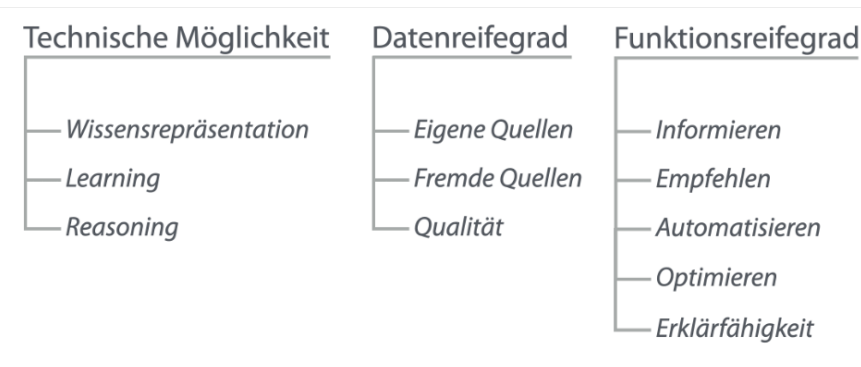 Technische Möglichkeit
Wissensrepräsentation
Learning
Reasoning
Datenreifegrad
Eigene Quellen
Fremde Quellen
Qualität
Funktionsreifegrad
Informieren
Empfehlen
Automatisieren
Optimieren
Erklärfähigkeit